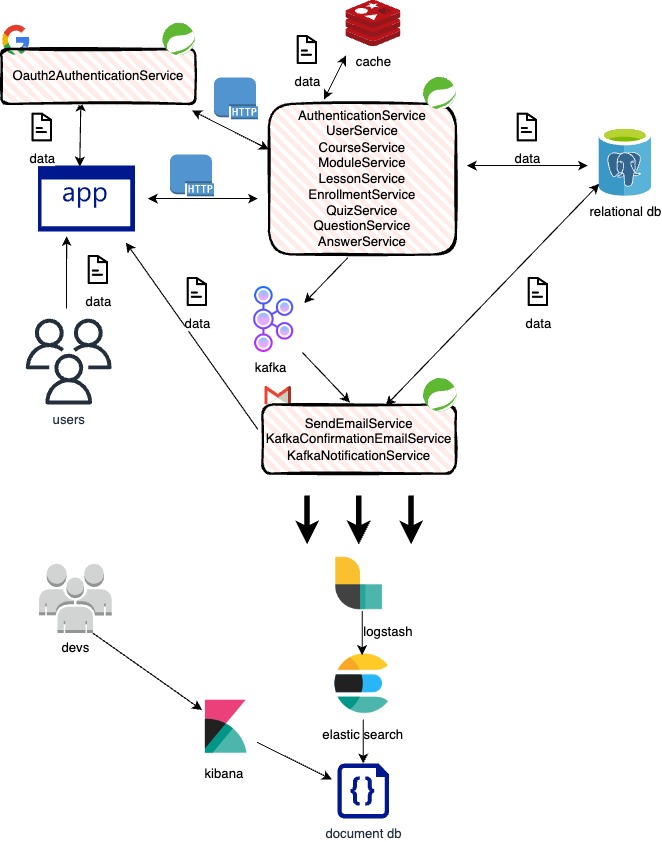 Oauth2AuthenticationService
data
cache
HTTP
AuthenticationService
UserService
CourseService
ModuleService
LessonService
EnrollmentService
QuizService
QuestionService
AnswerService
data
relational db
data
HTTP
app
data
data
data
kafka
users
SendEmailService
KafkaConfirmationEmailService
KafkaNotificationService
devs
logstash
elastic search
kibana
{}
document db